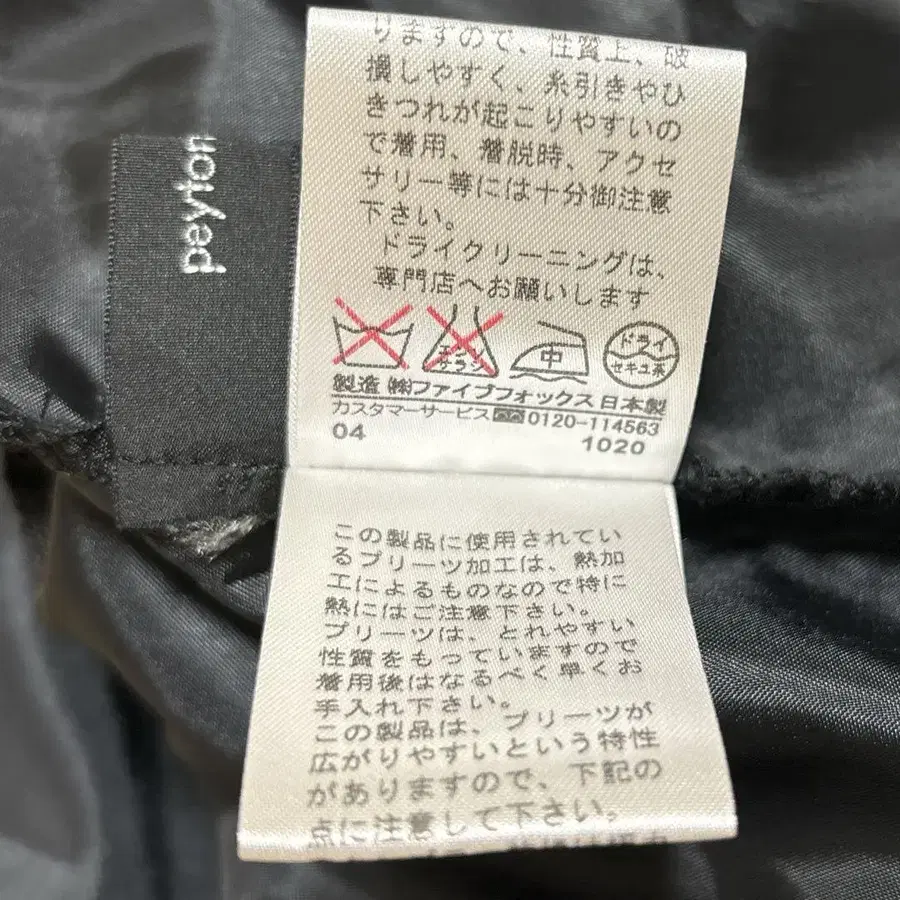 peyton
りますので、性質上、破
損しやすく、糸引きやひ
きつれが起こりやすいの
で着用、着脱時、アクセ
サリー等には十分御注意
下さい。
ドライクリーニングは、
専門店へお願いします
エンソ
サラシ
中
ドライ
セキユ系
製造 ㈱ファイブフォックス 日本製
カスタマーサービス 0120-114563
04 1020
この製品に使用されてい
るプリーツ加工は、熱加
工によるものなので特に
熱にはご注意下さい。
プリーツは、とれやすい
性質をもっていますので
着用後はなるべく早くお
手入れ下さい。
この製品は、プリーツが
広がりやすいという特性
がありますので、下記の
点に注意して下さい。